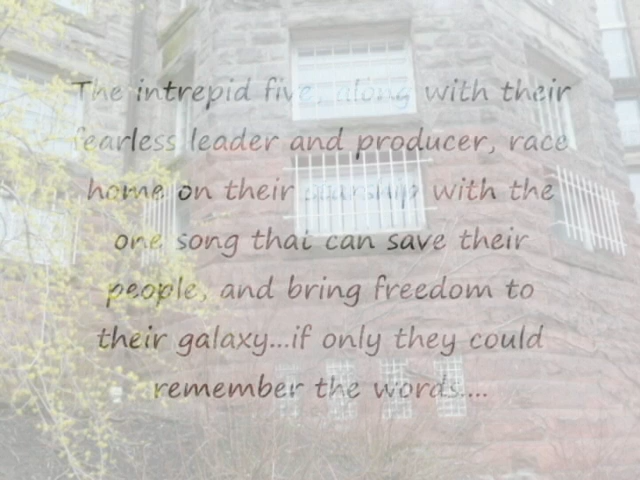 The intrepid five, along with their
fearless leader and producer, race
home on their starship with the
one song that can save their
people, and bring freedom to
their galaxy...if only they could
remember the words....